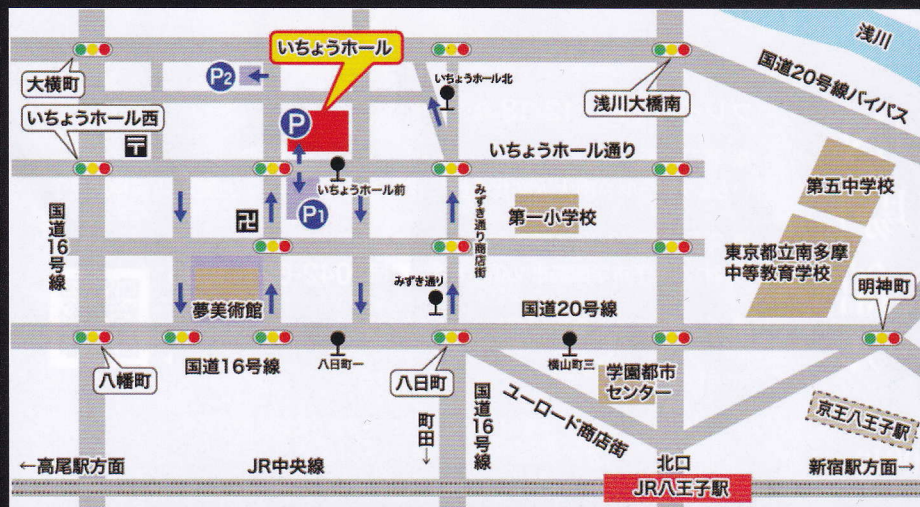 いちょうホール
浅川
国道20号線バイパス
大横町
P2
いちょうホール北
浅川大橋南
いちょうホール西
〒
P
いちょうホール通り
いちょうホール前
第五中学校
国道16号線
卍
P1
みずき通り商店街
第一小学校
東京都立南多摩
中等教育学校
夢美術館
みずき通り
国道20号線
明神町
八幡町
国道16号線
八日町一
八日町
横山町三
学園都市
センター
国道16号線
ユーロード商店街
京王八王子駅
町田↓
←高尾駅方面
JR中央線
北口
新宿駅方面→
JR八王子駅